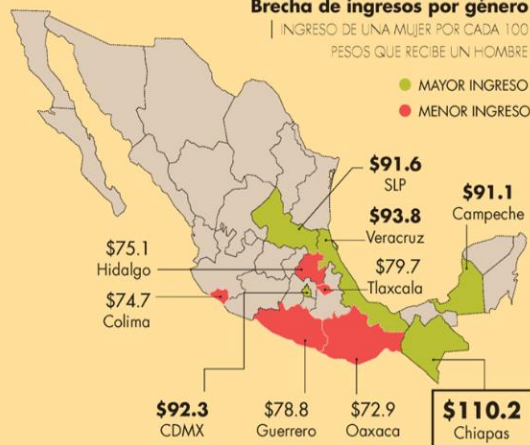 Brecha de ingresos por género
INGRESO DE UNA MUJER POR CADA 100
PESOS QUE RECIBE UN HOMBRE
MAYOR INGRESO
MENOR INGRESO
$91.6
SLP
$91.1
Campeche
$93.8
Veracruz
$75.1
Hidalgo
$79.7
Tlaxcala
$74.7
Colima
$92.3
CDMX
$78.8
Guerrero
$72.9
Oaxaca
$110.2
Chiapas